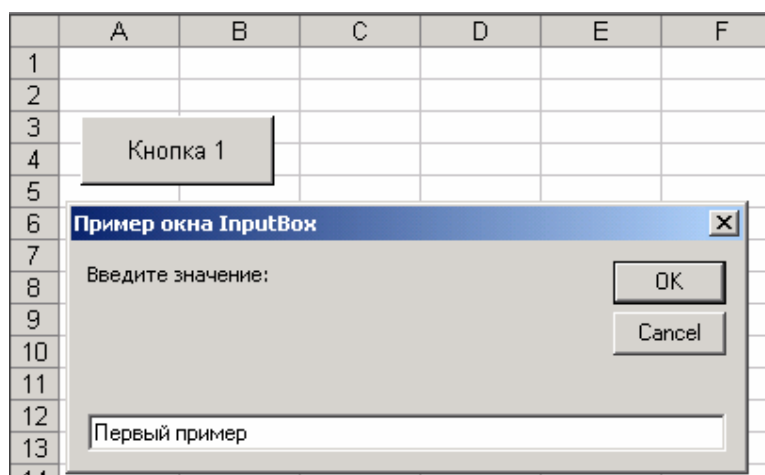 A B C D E F
1
2
3
Кнопка 1
4
5
6
Пример окна InputBox
7
Введите значение:
8
OK
9
Cancel
10
11
12
Первый пример
13
14